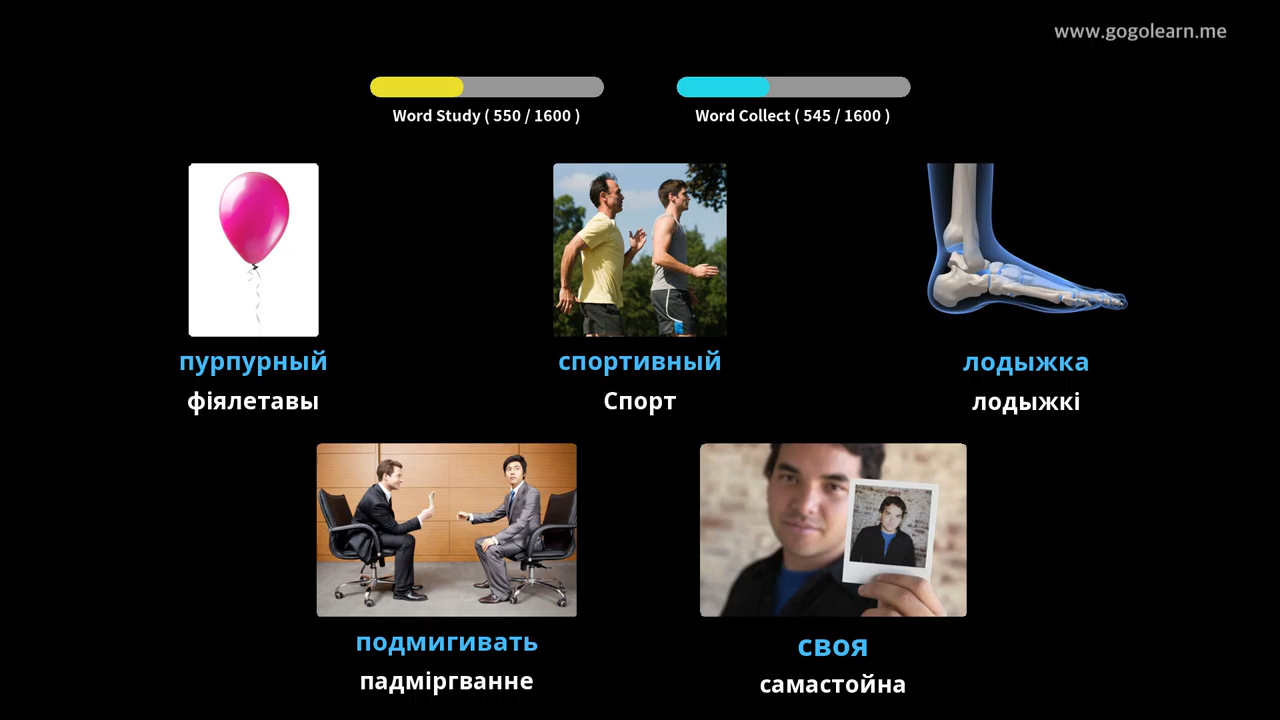 www.gogolearn.me
Word Study ( 550 / 1600 )
Word Collect ( 545 / 1600 )
пурпурный
фіялетавы
спортивный
Спорт
лодыжка
лодыжкі
подмигивать
падміргванне
своя
самастойна